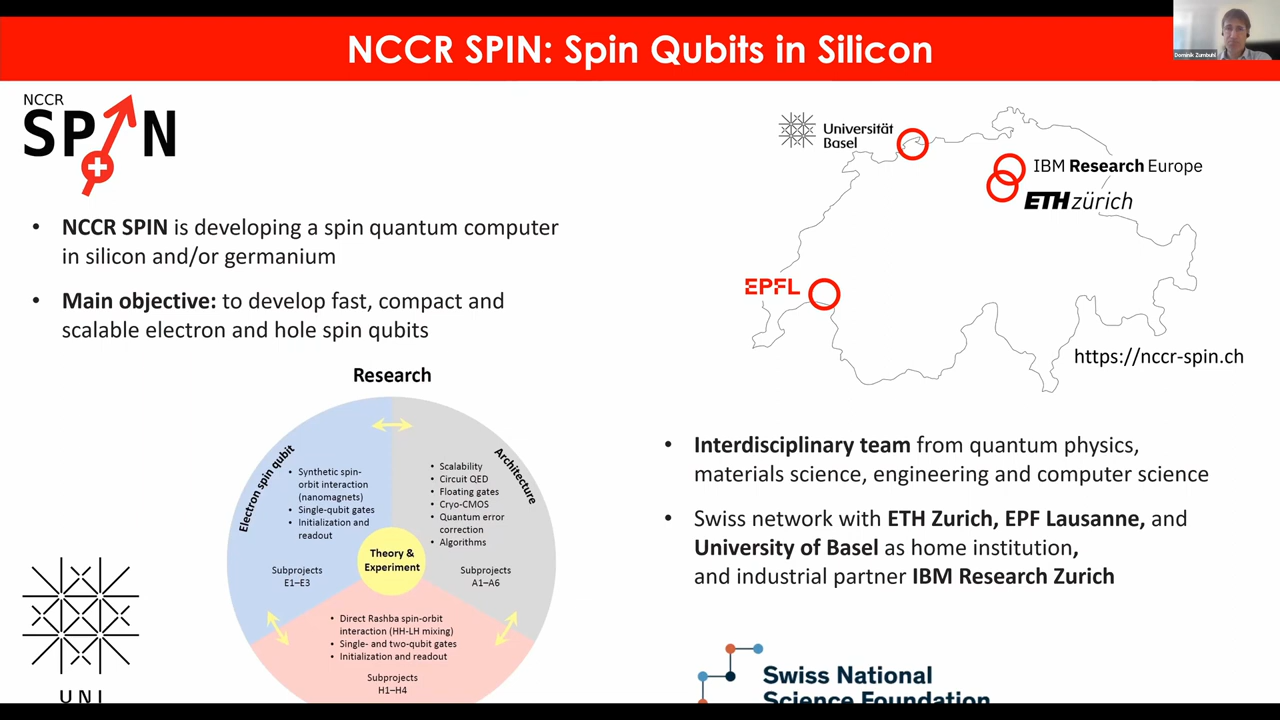 NCCR SPIN: Spin Qubits in Silicon
Dominik Zumbuhl
NCCR
SPIN
• NCCR SPIN is developing a spin quantum computer
in silicon and/or germanium
• Main objective: to develop fast, compact and
scalable electron and hole spin qubits
Universität
Basel
IBM Research Europe
ETH zürich
EPFL
https://nccr-spin.ch
Research
Electron spin qubit
• Synthetic spin-
orbit interaction
(nanomagnets)
• Single-qubit gates
• Initialization and
readout
Subprojects
E1–E3
Architecture
• Scalability
• Circuit QED
• Floating gates
• Cryo-CMOS
• Quantum error
correction
• Algorithms
Subprojects
A1–A6
Theory &
Experiment
• Direct Rashba spin-orbit
interaction (HH-LH mixing)
• Single- and two-qubit gates
• Initialization and readout
Subprojects
H1–H4
• Interdisciplinary team from quantum physics,
materials science, engineering and computer science
• Swiss network with ETH Zurich, EPF Lausanne, and
University of Basel as home institution,
and industrial partner IBM Research Zurich
UNI
Swiss National
Science Foundation